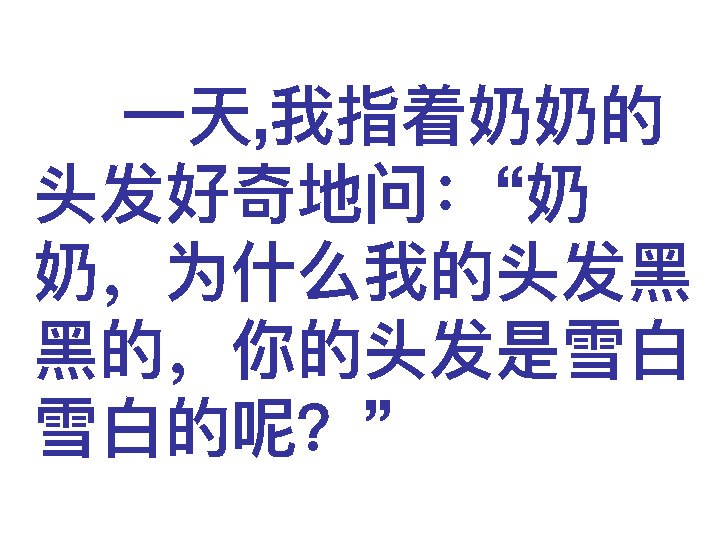 一天,我指着奶奶的
头发好奇地问：“奶
奶，为什么我的头发黑
黑的，你的头发是雪白
雪白的呢？”